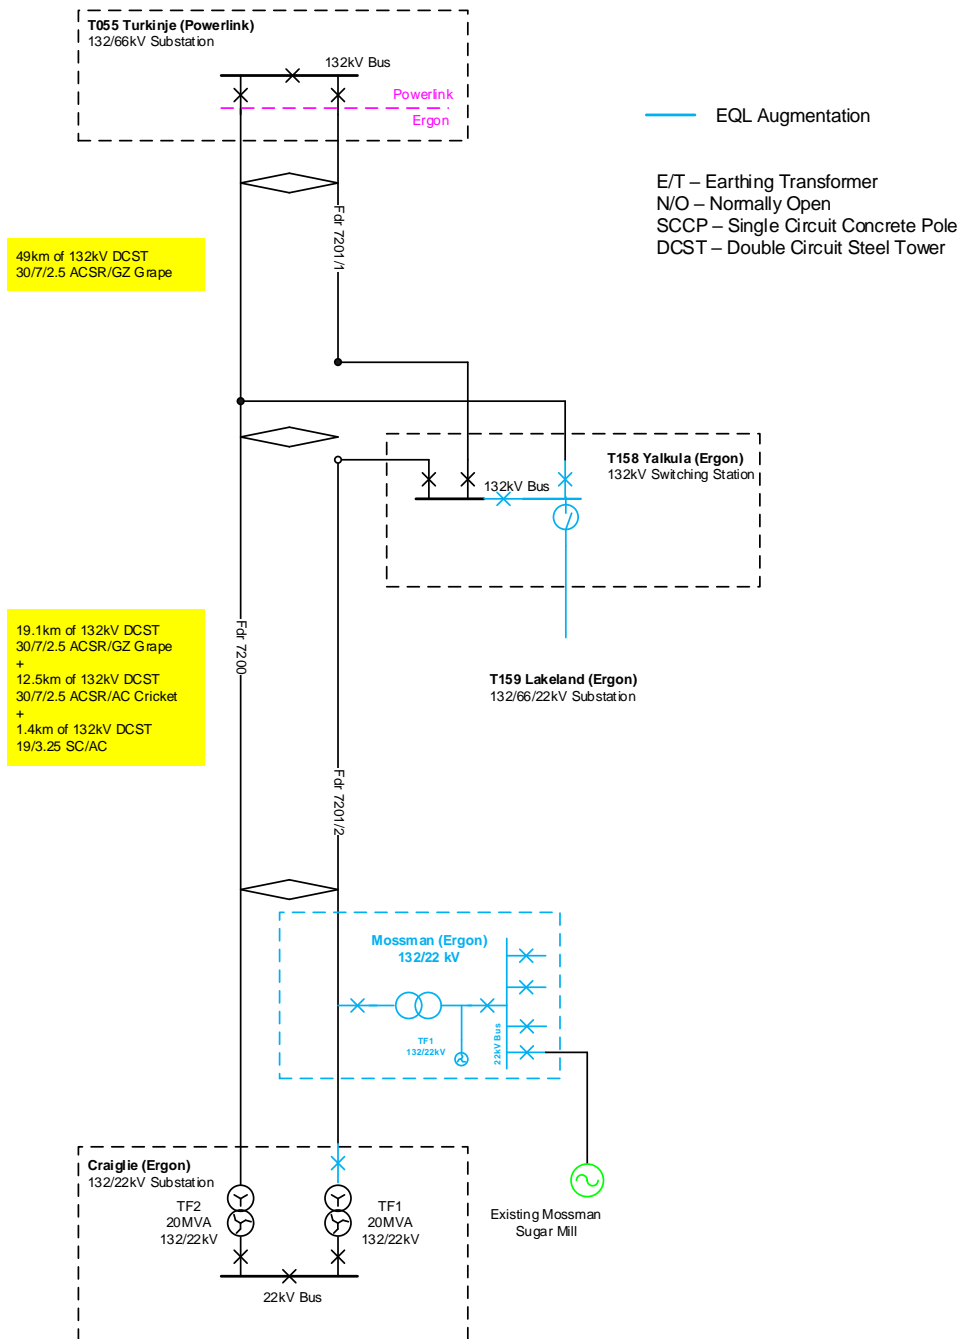 T055 Turkinje (Powerlink)
132/66kV Substation
132kV Bus
Powerlink
Ergon
EQL Augmentation
E/T – Earthing Transformer
N/O – Normally Open
SCCP – Single Circuit Concrete Pole
DCST – Double Circuit Steel Tower
Fdr 7201/1
49km of 132kV DCST
30/7/2.5 ACSR/GZ Grape
T158 Yalkula (Ergon)
132kV Switching Station
132kV Bus
19.1km of 132kV DCST
30/7/2.5 ACSR/GZ Grape
+
12.5km of 132kV DCST
30/7/2.5 ACSR/AC Cricket
+
1.4km of 132kV DCST
19/3.25 SC/AC
Fdr 7200
T159 Lakeland (Ergon)
132/66/22kV Substation
Fdr 7201/2
Mossman (Ergon)
132/22 kV
TF1
132/22kV
22kV Bus
Craiglie (Ergon)
132/22kV Substation
TF2
20MVA
132/22kV
TF1
20MVA
132/22kV
22kV Bus
Existing Mossman
Sugar Mill